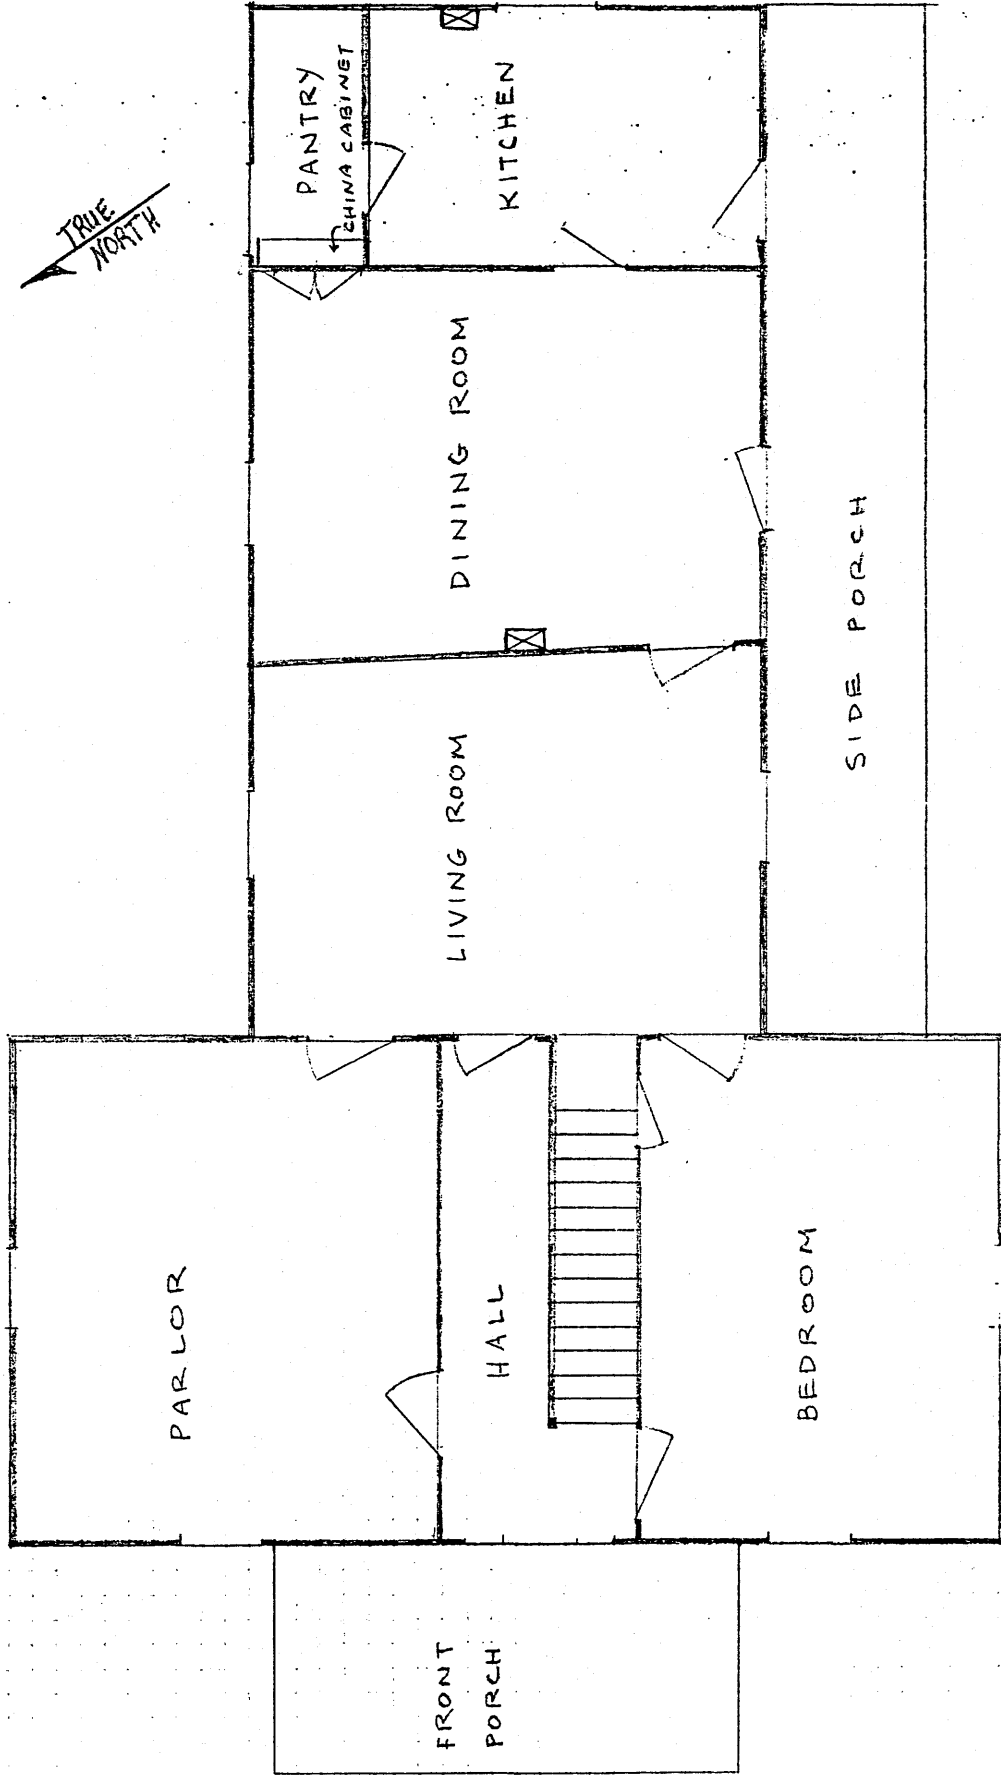 TRUE
NORTH
PANTRY
CHINA CABINET
KITCHEN
DINING ROOM
LIVING ROOM
SIDE PORCH
PARLOR
HALL
BEDROOM
FRONT
PORCH